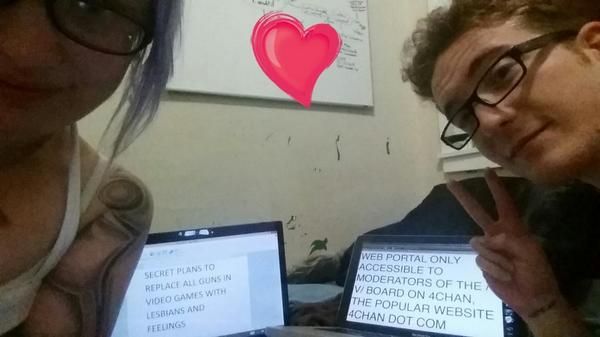 SECRET PLANS TO
REPLACE ALL GUNS IN
VIDEO GAMES WITH
LESBIANS AND
FEELINGS
WEB PORTAL ONLY
ACCESSIBLE TO
MODERATORS OF THE /
V/ BOARD ON 4CHAN,
THE POPULAR WEBSITE
4CHAN DOT COM